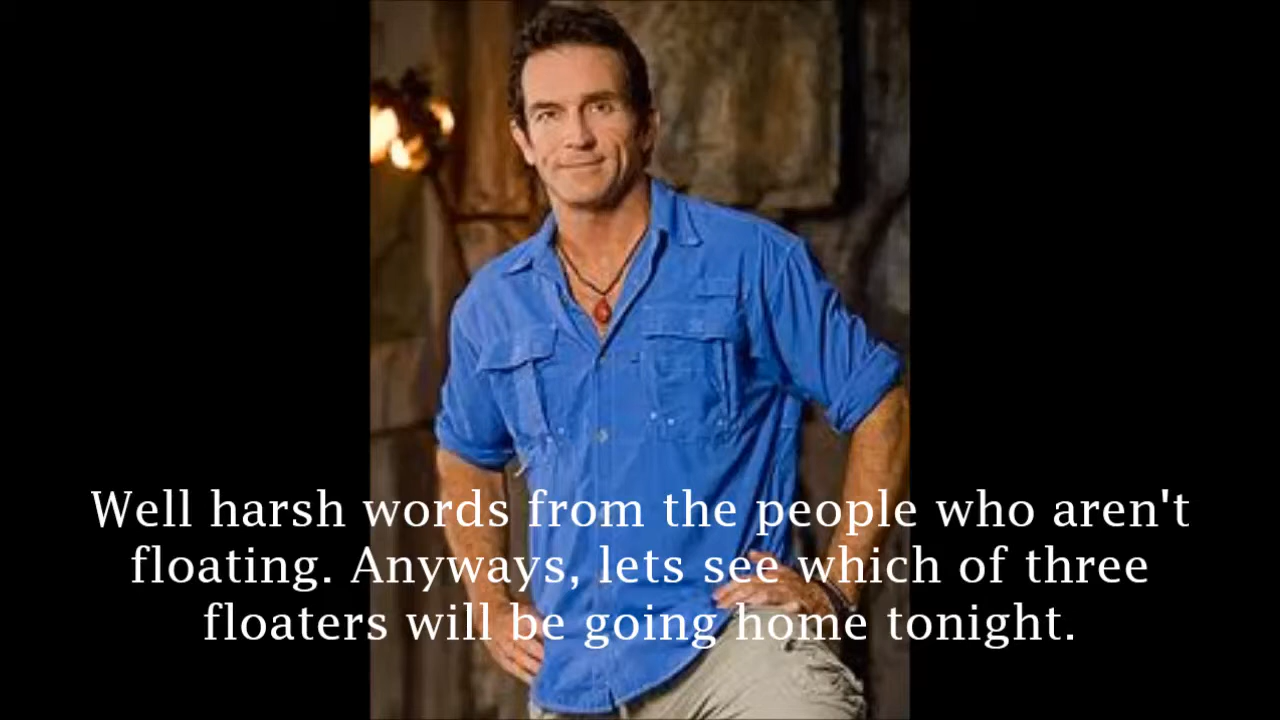 Well harsh words from the people who aren't
floating. Anyways, lets see which of three
floaters will be going home tonight.